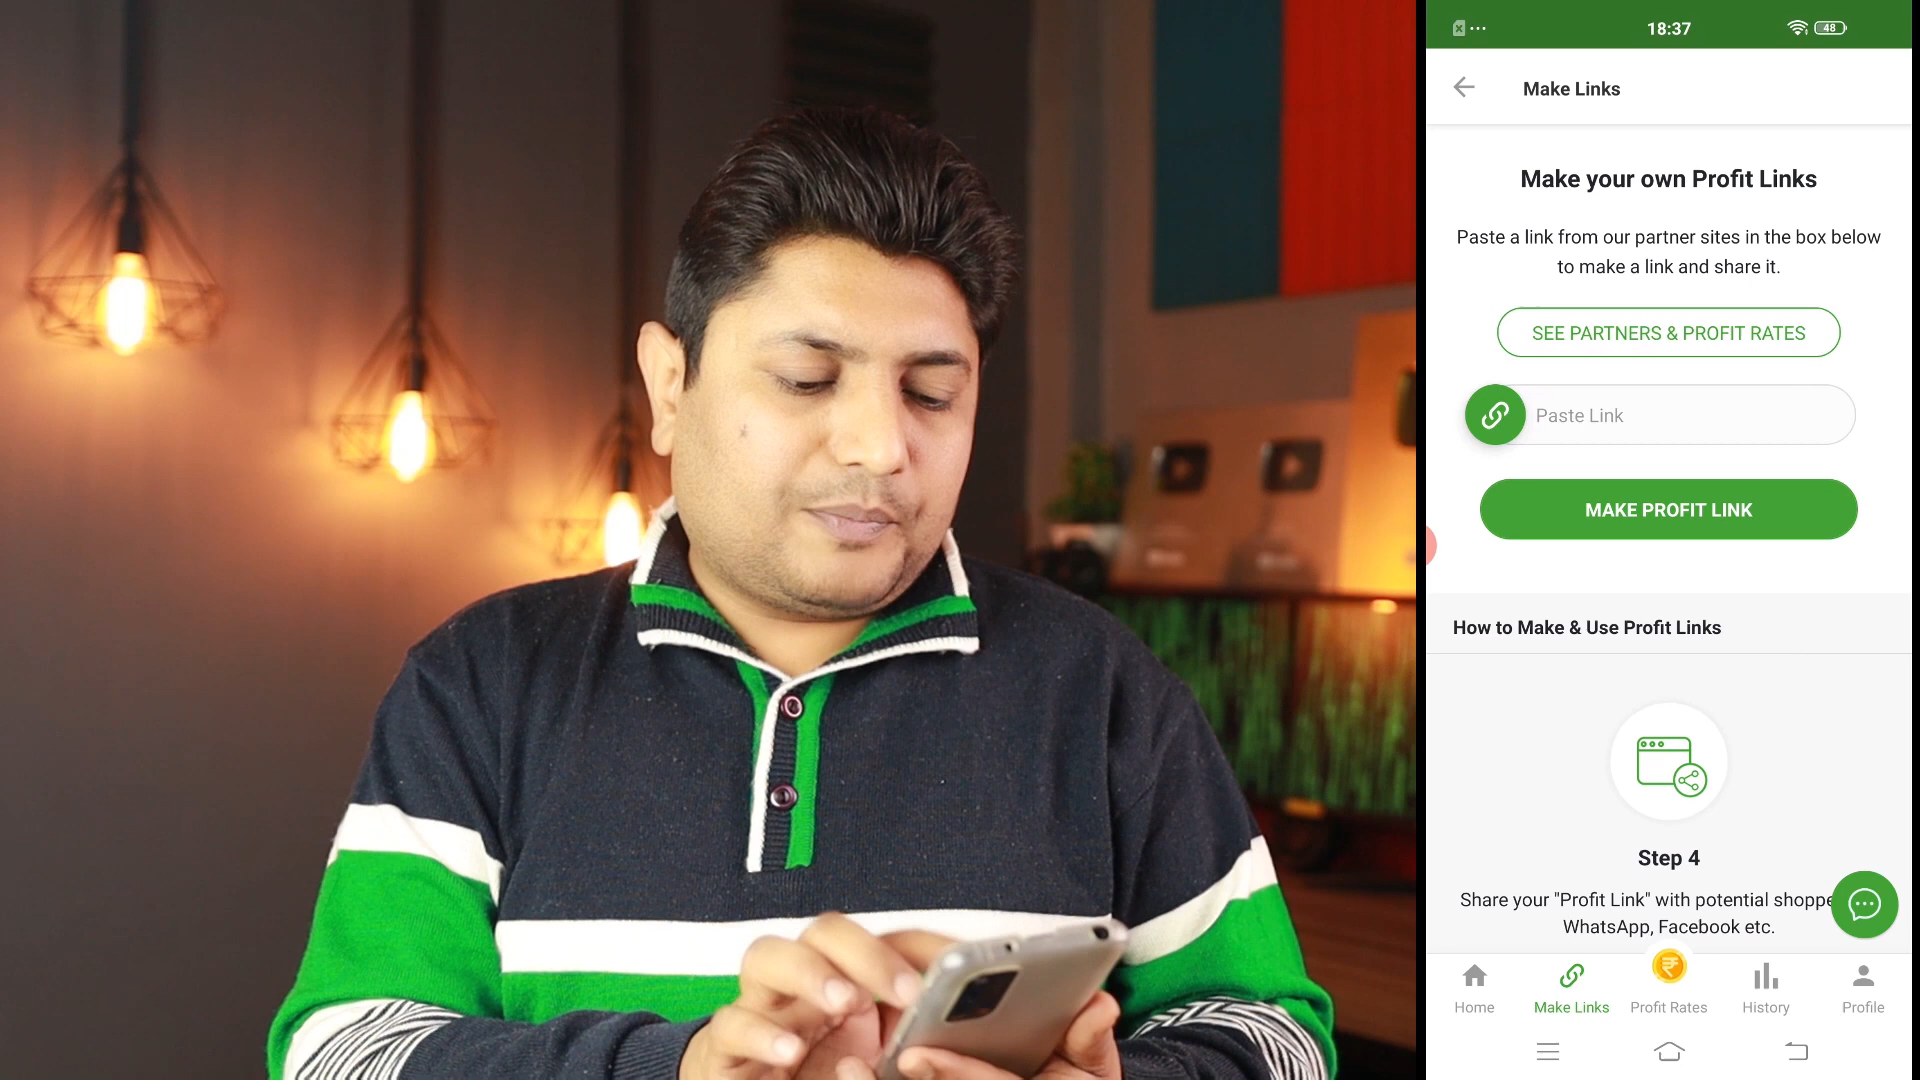 18:37
48
Make Links
Make your own Profit Links
Paste a link from our partner sites in the box below
to make a link and share it.
SEE PARTNERS & PROFIT RATES
Paste Link
MAKE PROFIT LINK
How to Make & Use Profit Links
Step 4
Share your "Profit Link" with potential
WhatsApp, Facebook etc.
Home
Make Links
Profit Rates
History
Profile